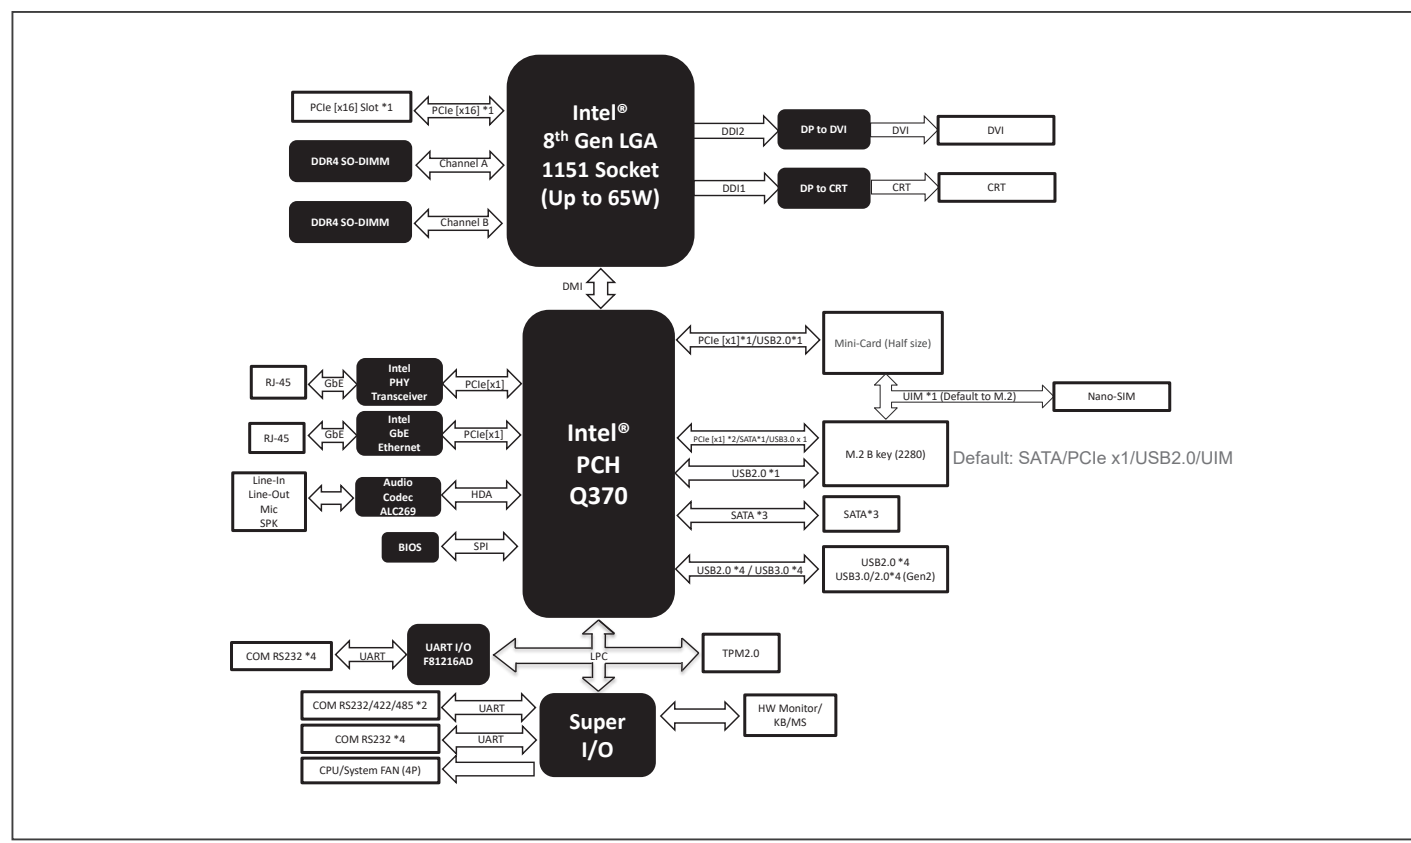 Intel®
8th Gen LGA
1151 Socket
(Up to 65W)
PCIe [x16] Slot *1
PCIe [x16] *1
DDR4 SO-DIMM
Channel A
DDR4 SO-DIMM
Channel B
DDI2
DP to DVI
DVI
DVI
DDI1
DP to CRT
CRT
CRT
DMI
Intel®
PCH
Q370
PCIe [x1]*1/USB2.0*1
Mini-Card (Half size)
RJ-45
GbE
Intel
PHY
Transceiver
PCIe[x1]
UIM *1 (Default to M.2)
Nano-SIM
RJ-45
GbE
Intel
GbE
Ethernet
PCIe[x1]
PCIe [x1] *2/SATA*1/USB3.0 x 1
USB2.0 *1
M.2 B key (2280)
Default: SATA/PCIe x1/USB2.0/UIM
Line-In
Line-Out
Mic
SPK
Audio
Codec
ALC269
HDA
SATA *3
SATA*3
BIOS
SPI
USB2.0 *4 / USB3.0 *4
USB2.0 *4
USB3.0/2.0*4 (Gen2)
COM RS232 *4
UART
UART I/O
F81216AD
LPC
TPM2.0
COM RS232/422/485 *2
UART
Super
I/O
HW Monitor/
KB/MS
COM RS232 *4
UART
CPU/System FAN (4P)